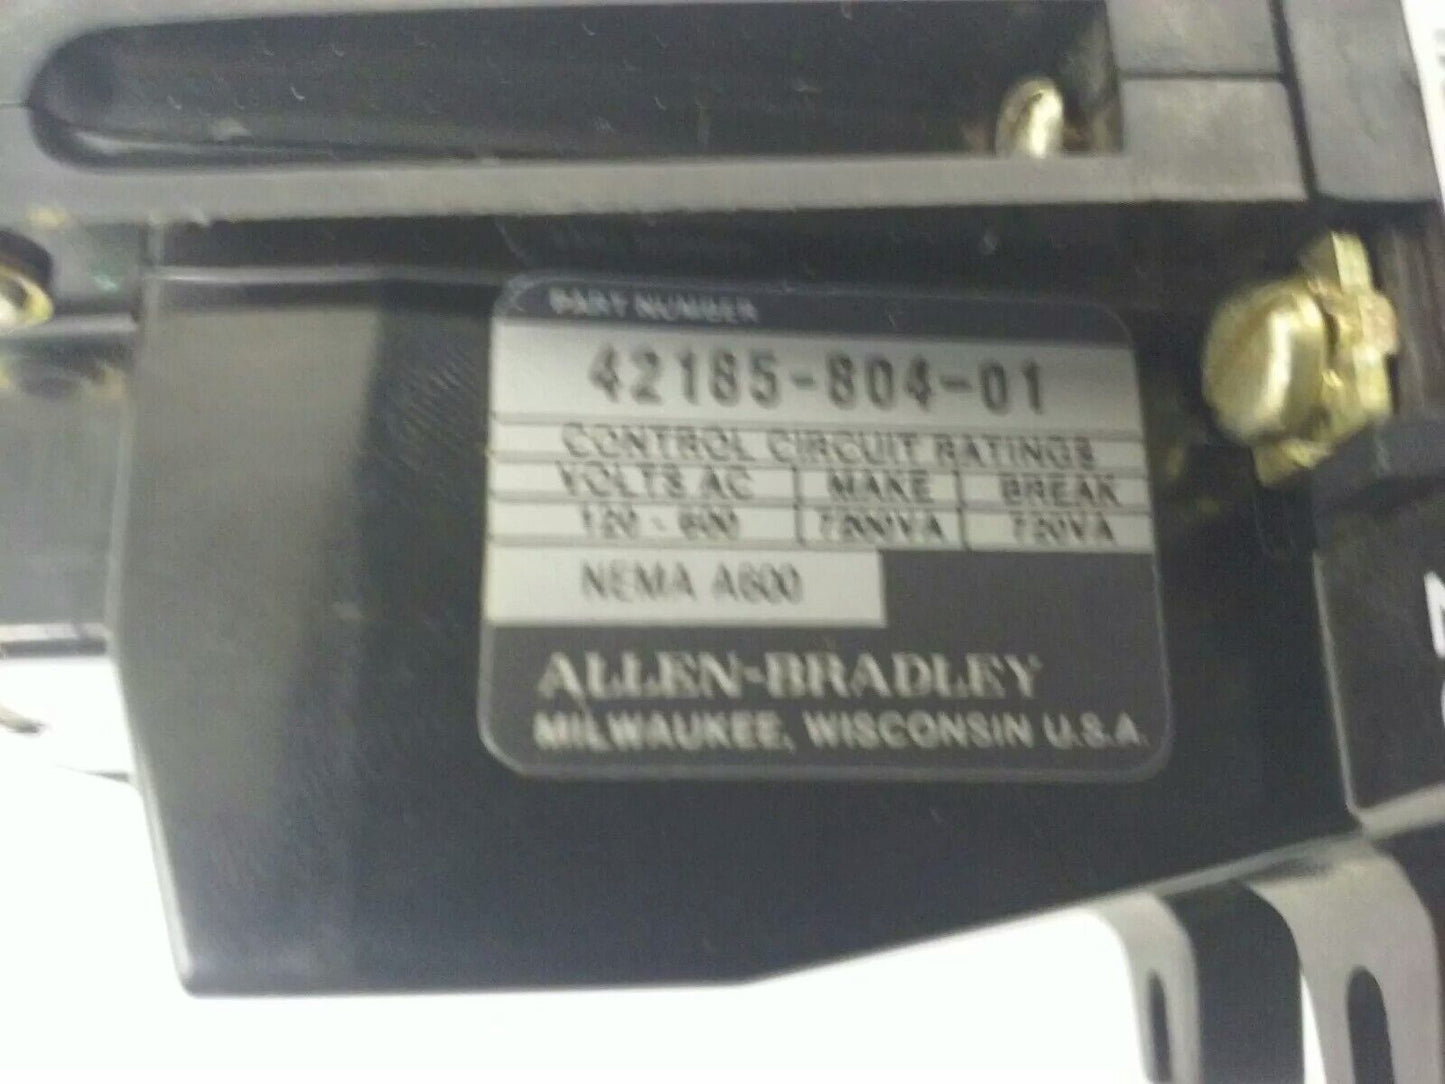 PART NUMBER
42185-804-01
CONTROL CIRCUIT RATINGS
VOLTS AC MAKE BREAK
120 - 600 7200VA 720VA
NEMA A600
ALLEN-BRADLEY
MILWAUKEE, WISCONSIN U.S.A.